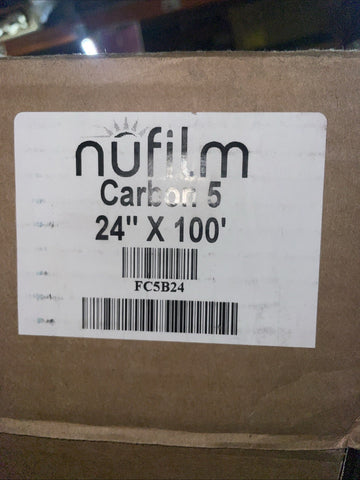 nufilm
Carbon 5
24" X 100'
FC5B24